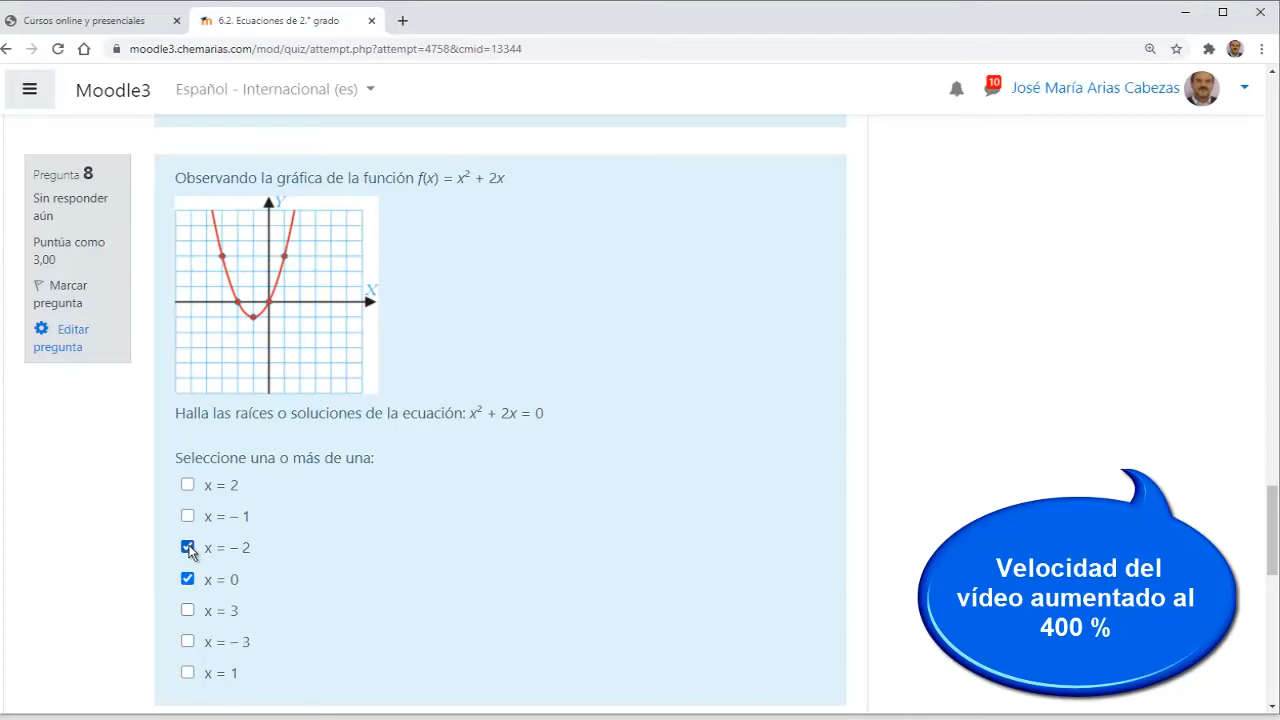 Cursos online y presenciales
6.2. Ecuaciones de 2.º grado
moodle3.chemarias.com/mod/quiz/attempt.php?attempt=4758&cmid=13344
Moodle3
Español - Internacional (es)
10
José María Arias Cabezas
Pregunta 8
Sin responder
aún
Puntúa como
3,00
Marcar
pregunta
Editar
pregunta
Observando la gráfica de la función f(x) = x² + 2x
Y
X
Halla las raíces o soluciones de la ecuación: x² + 2x = 0
Seleccione una o más de una:
x = 2
x = – 1
x = – 2
x = 0
x = 3
x = – 3
x = 1
Velocidad del
vídeo aumentado al
400 %